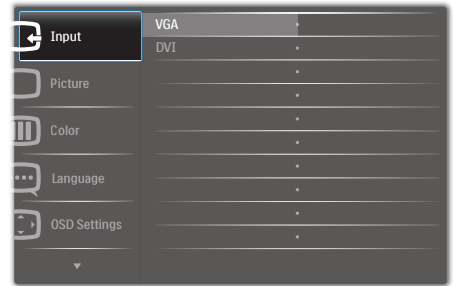 Input
VGA
DVI
Picture
Color
Language
OSD Settings